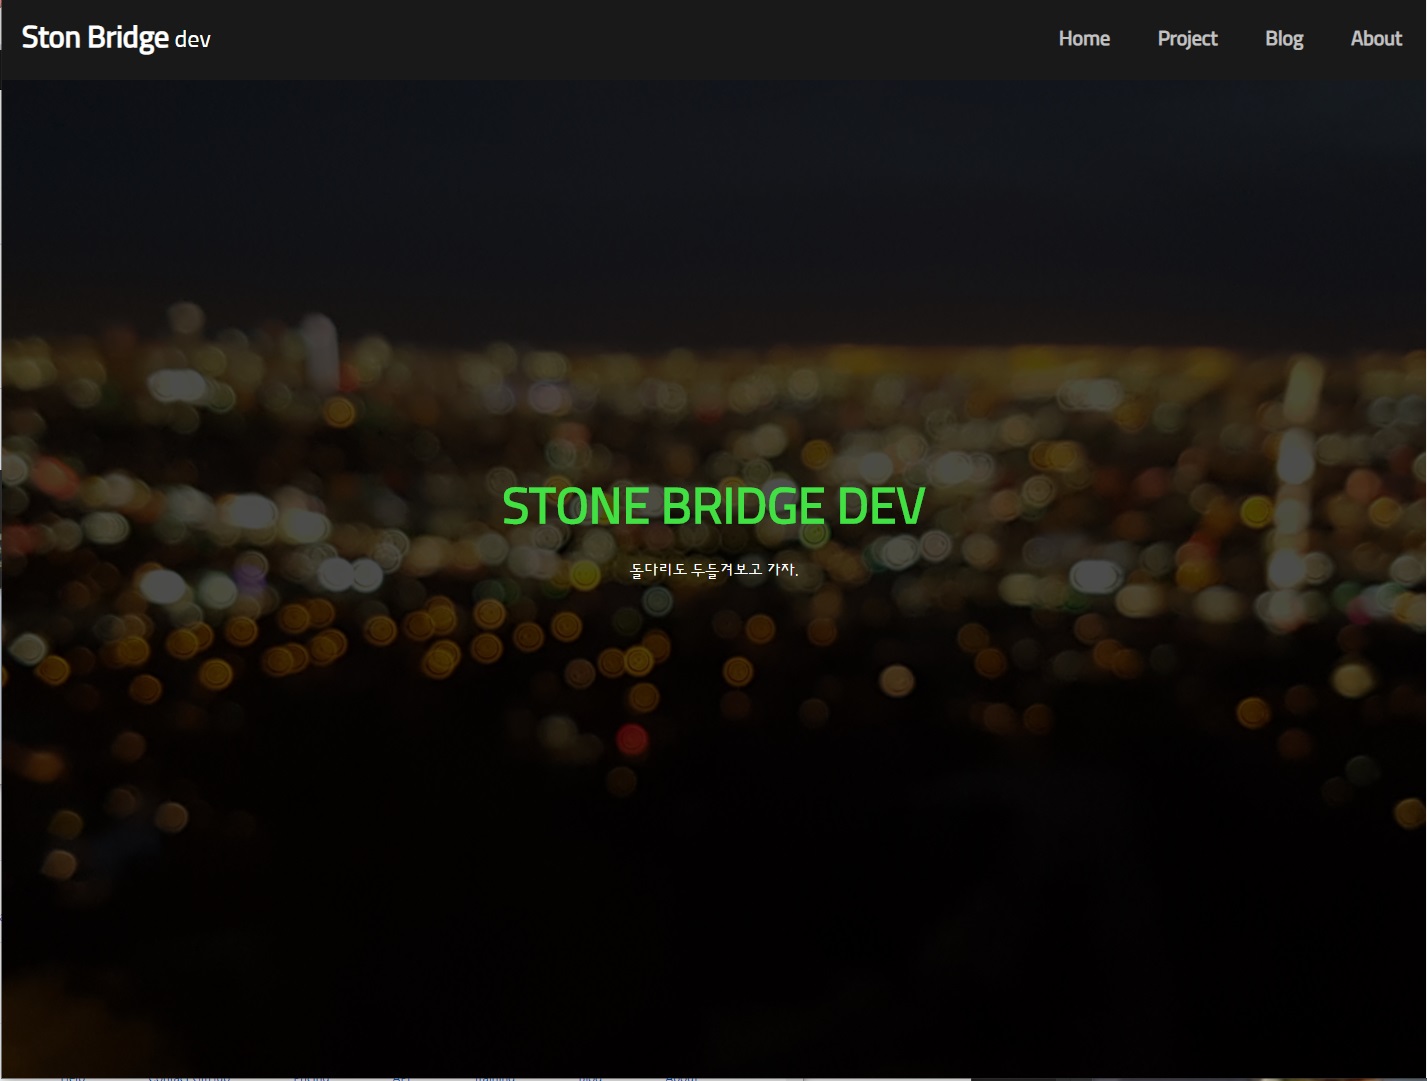 Ston Bridge dev
Home Project Blog About
STONE BRIDGE DEV
돌다리도 두들겨보고 가자.